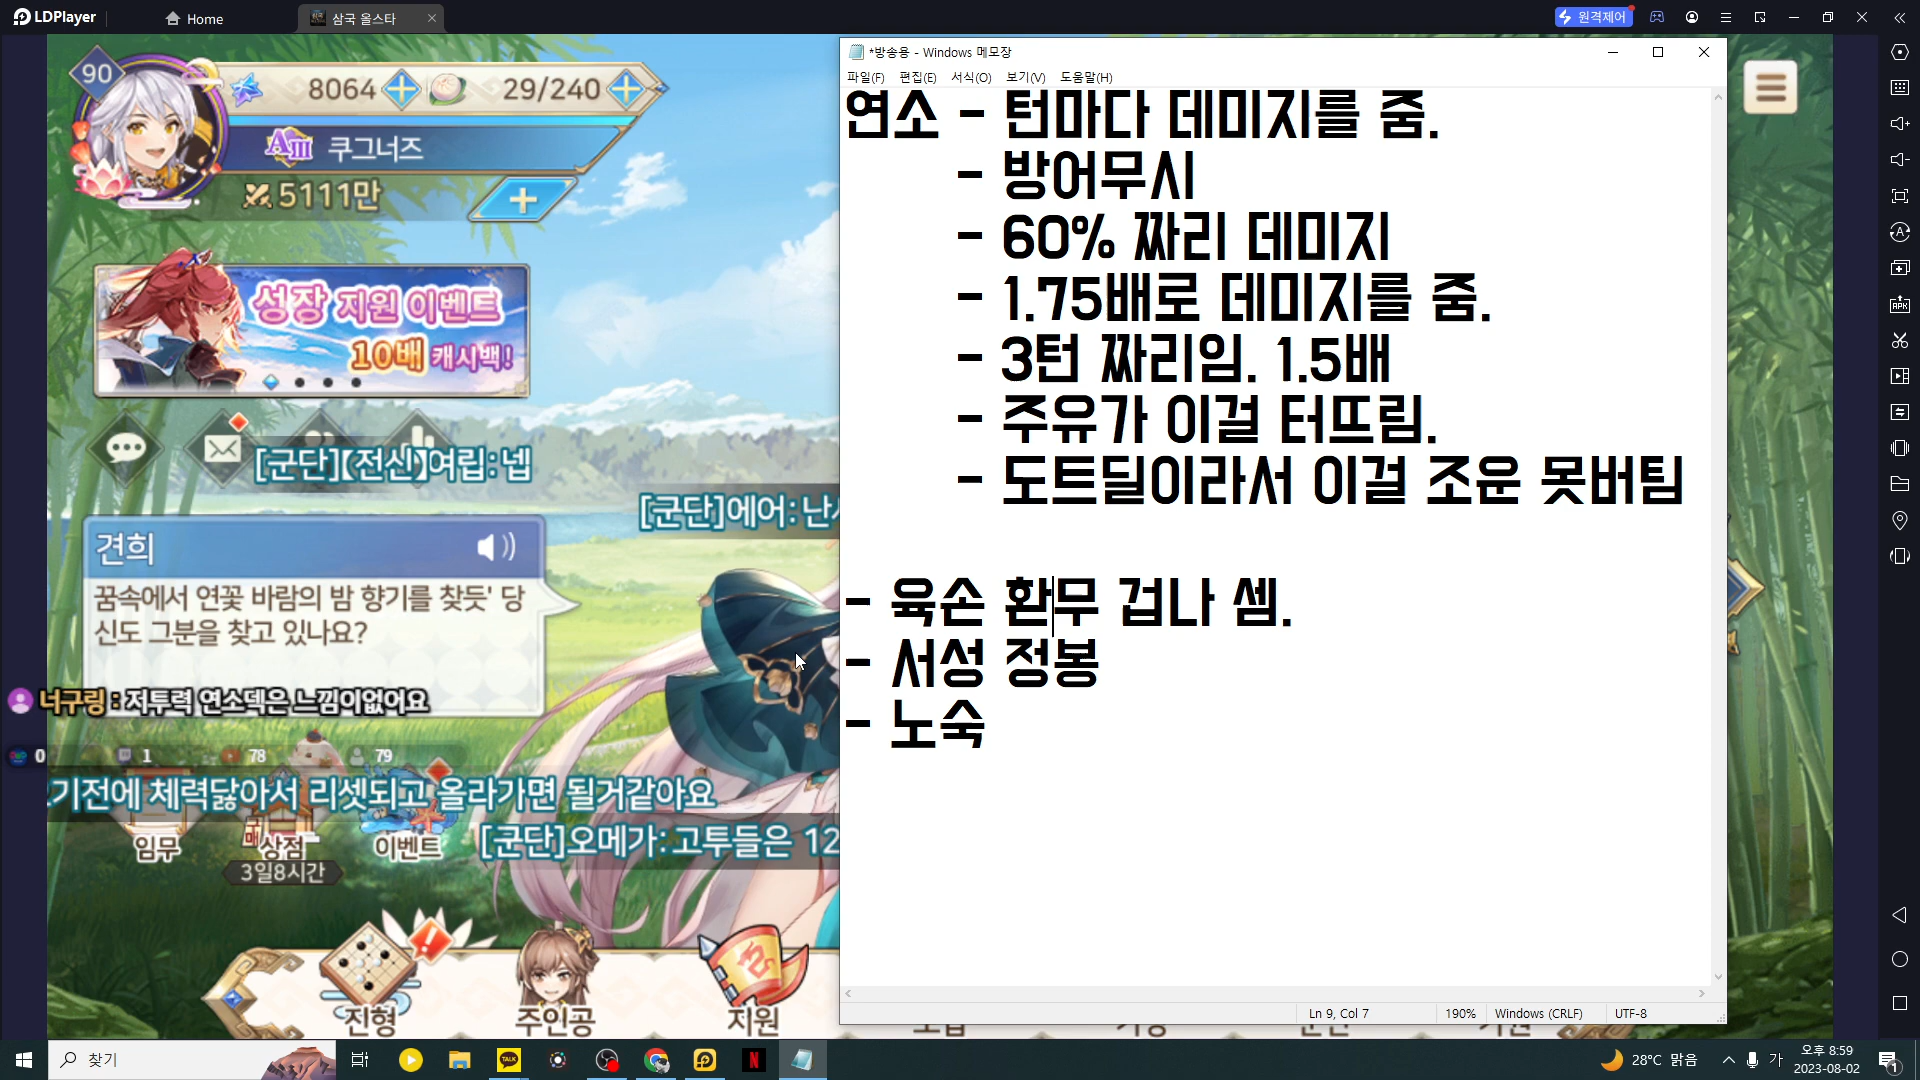 LDPlayer
Home
삼국 올스타
원격제어
90
8064
29/240
AIII 쿠그너즈
5111만
성장 지원 이벤트
10배 캐시백!
[군단]【전신】여립: 넵
[군단]에어: 난
견희
꿈속에서 연꽃 바람의 밤 향기를 찾듯' 당
신도 그분을 찾고 있나요?
너구링 : 저투력 연소덱은 느낌이없어요
0
1
78
79
기전에 체력닳아서 리셋되고 올라가면 될거같아요
[군단]오메가: 고투들은 12
임무
구매
상점
이벤트
3일8시간
진형
주인공
지원
*방송용 - Windows 메모장
파일(F) 편집(E) 서식(O) 보기(V) 도움말(H)
연소 - 턴마다 데미지를 줌.
- 방어무시
- 60% 짜리 데미지
- 1.75배로 데미지를 줌.
- 3턴 짜리임. 1.5배
- 주유가 이걸 터뜨림.
- 도트딜이라서 이걸 조운 못버팀
- 육손 환무 겁나 셈.
- 서성 정봉
- 노숙
Ln 9, Col 7
190%
Windows (CRLF)
UTF-8
찾기
TALK
N
28°C 맑음
가
오후 8:59
2023-08-02
1